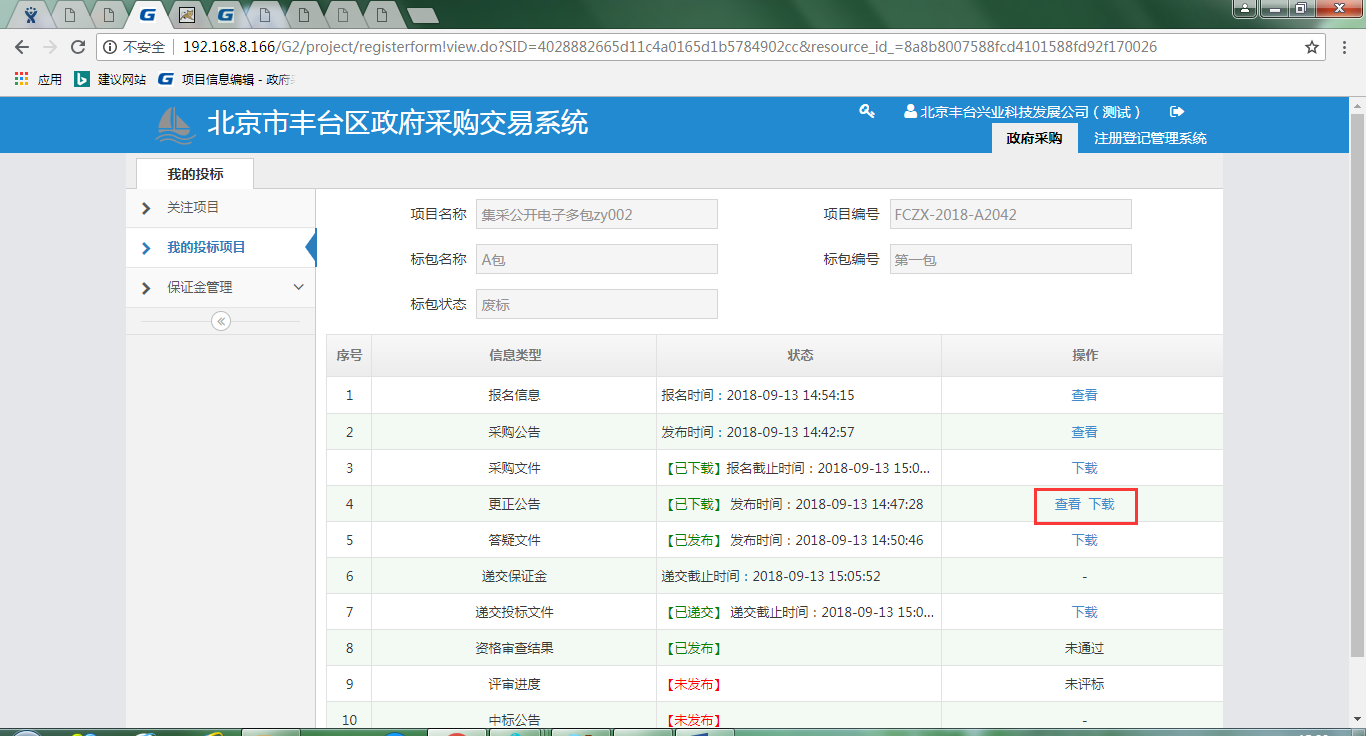 不安全 192.168.8.166/G2/project/registerform!view.do?SID=4028882665d11c4a0165d1b5784902cc&resource_id_=8a8b8007588fcd4101588fd92f170026
应用 建议网站 项目信息编辑 - 政府
北京市丰台区政府采购交易系统 北京丰台兴业科技发展公司（测试）
政府采购 注册登记管理系统
我的投标
关注项目
我的投标项目
保证金管理
项目名称 集采公开电子多包zy002 项目编号 FCZX-2018-A2042
标包名称 A包 标包编号 第一包
标包状态 废标
序号 信息类型 状态 操作
1 报名信息 报名时间：2018-09-13 14:54:15 查看
2 采购公告 发布时间：2018-09-13 14:42:57 查看
3 采购文件 【已下载】报名截止时间：2018-09-13 15:0... 下载
4 更正公告 【已下载】 发布时间：2018-09-13 14:47:28 查看 下载
5 答疑文件 【已发布】 发布时间：2018-09-13 14:50:46 下载
6 递交保证金 递交截止时间：2018-09-13 15:05:52 -
7 递交投标文件 【已递交】 递交截止时间：2018-09-13 15:0... 下载
8 资格审查结果 【已发布】 未通过
9 评审进度 【未发布】 未评标
10 中标公告 【未发布】 -